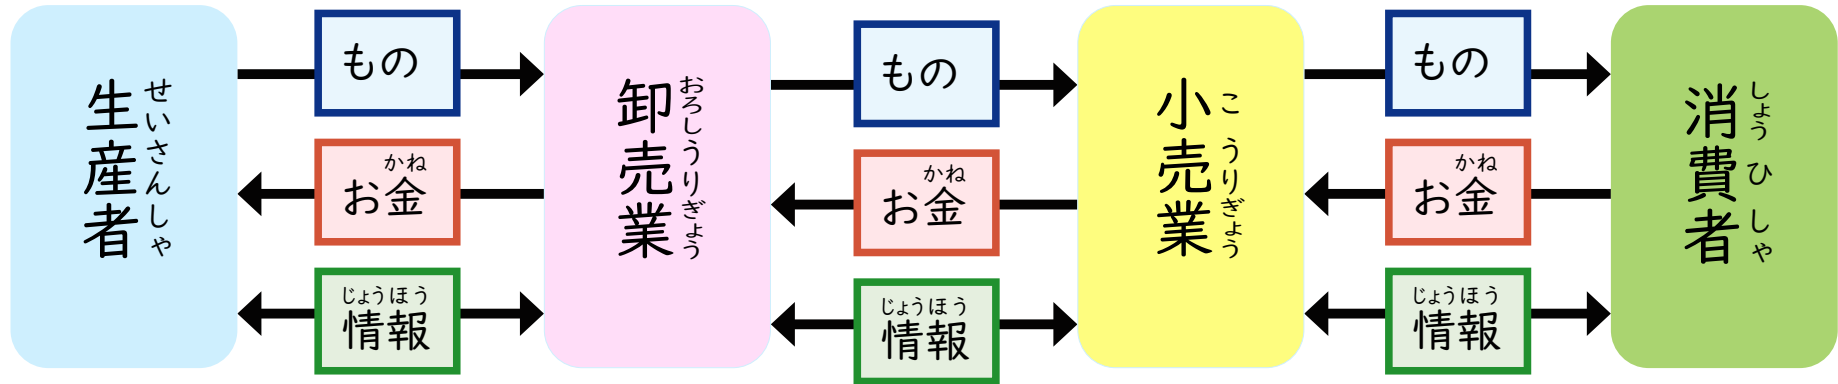 生産者
せいさんしゃ
もの
お金
かね
情報
じょうほう
卸売業
おろしうりぎょう
もの
お金
かね
情報
じょうほう
小売業
こうりぎょう
もの
お金
かね
情報
じょうほう
消費者
しょうひしゃ